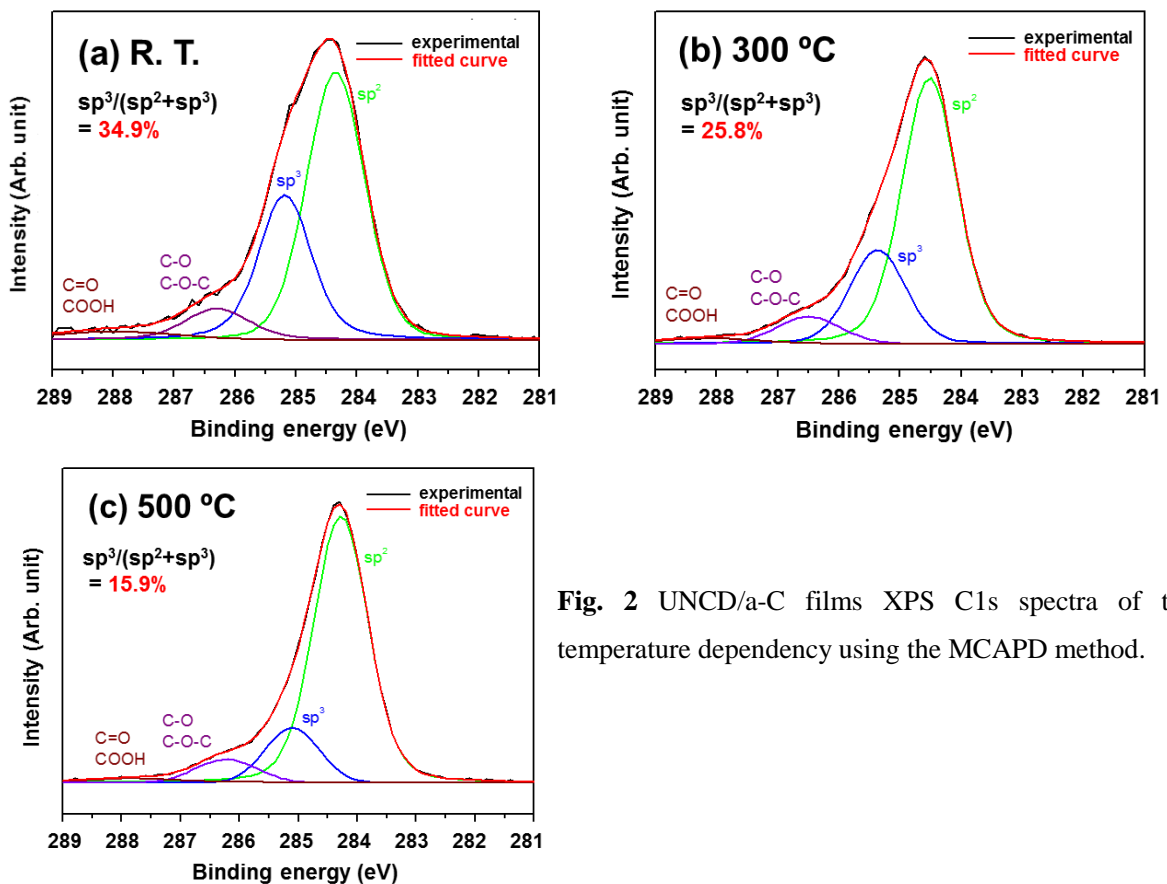 (a) R. T.
experimental
fitted curve
sp³/(sp²+sp³)
= 34.9%
sp²
sp³
C-O
C-O-C
C=O
COOH
Intensity (Arb. unit)
289 288 287 286 285 284 283 282 281
Binding energy (eV)
(b) 300 ºC
experimental
fitted curve
sp³/(sp²+sp³)
= 25.8%
sp²
sp³
C-O
C-O-C
C=O
COOH
Intensity (Arb. unit)
289 288 287 286 285 284 283 282 281
Binding energy (eV)
(c) 500 ºC
experimental
fitted curve
sp³/(sp²+sp³)
= 15.9%
sp²
sp³
C-O
C-O-C
C=O
COOH
Intensity (Arb. unit)
289 288 287 286 285 284 283 282 281
Binding energy (eV)
Fig. 2 UNCD/a-C films XPS C1s spectra of t
temperature dependency using the MCAPD method.